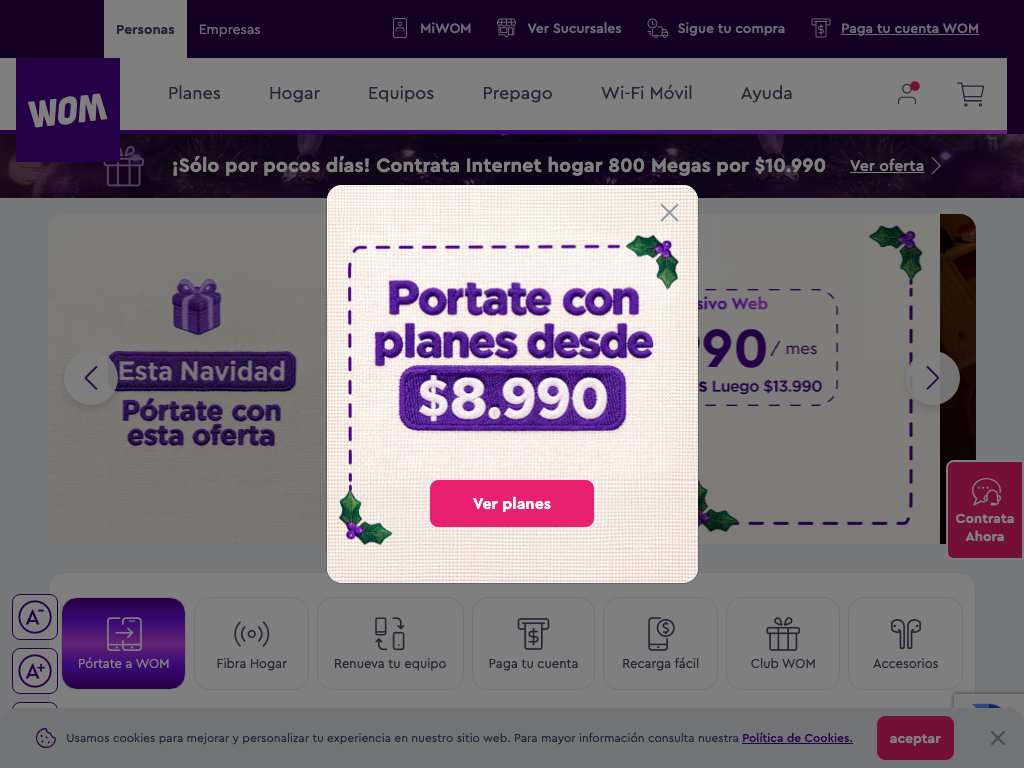 Personas
Empresas
MiWOM
Ver Sucursales
Sigue tu compra
Paga tu cuenta WOM
WOM
Planes
Hogar
Equipos
Prepago
Wi-Fi Móvil
Ayuda
¡Sólo por pocos días! Contrata Internet hogar 800 Megas por $10.990
Ver oferta
Esta Navidad
Pórtate con
esta oferta
Portate con
planes desde
$8.990
Ver planes
Web
90 / mes
Luego $13.990
Contrata
Ahora
A-
A+
Pórtate a WOM
Fibra Hogar
Renueva tu equipo
Paga tu cuenta
Recarga fácil
Club WOM
Accesorios
Usamos cookies para mejorar y personalizar tu experiencia en nuestro sitio web. Para mayor información consulta nuestra Política de Cookies.
aceptar